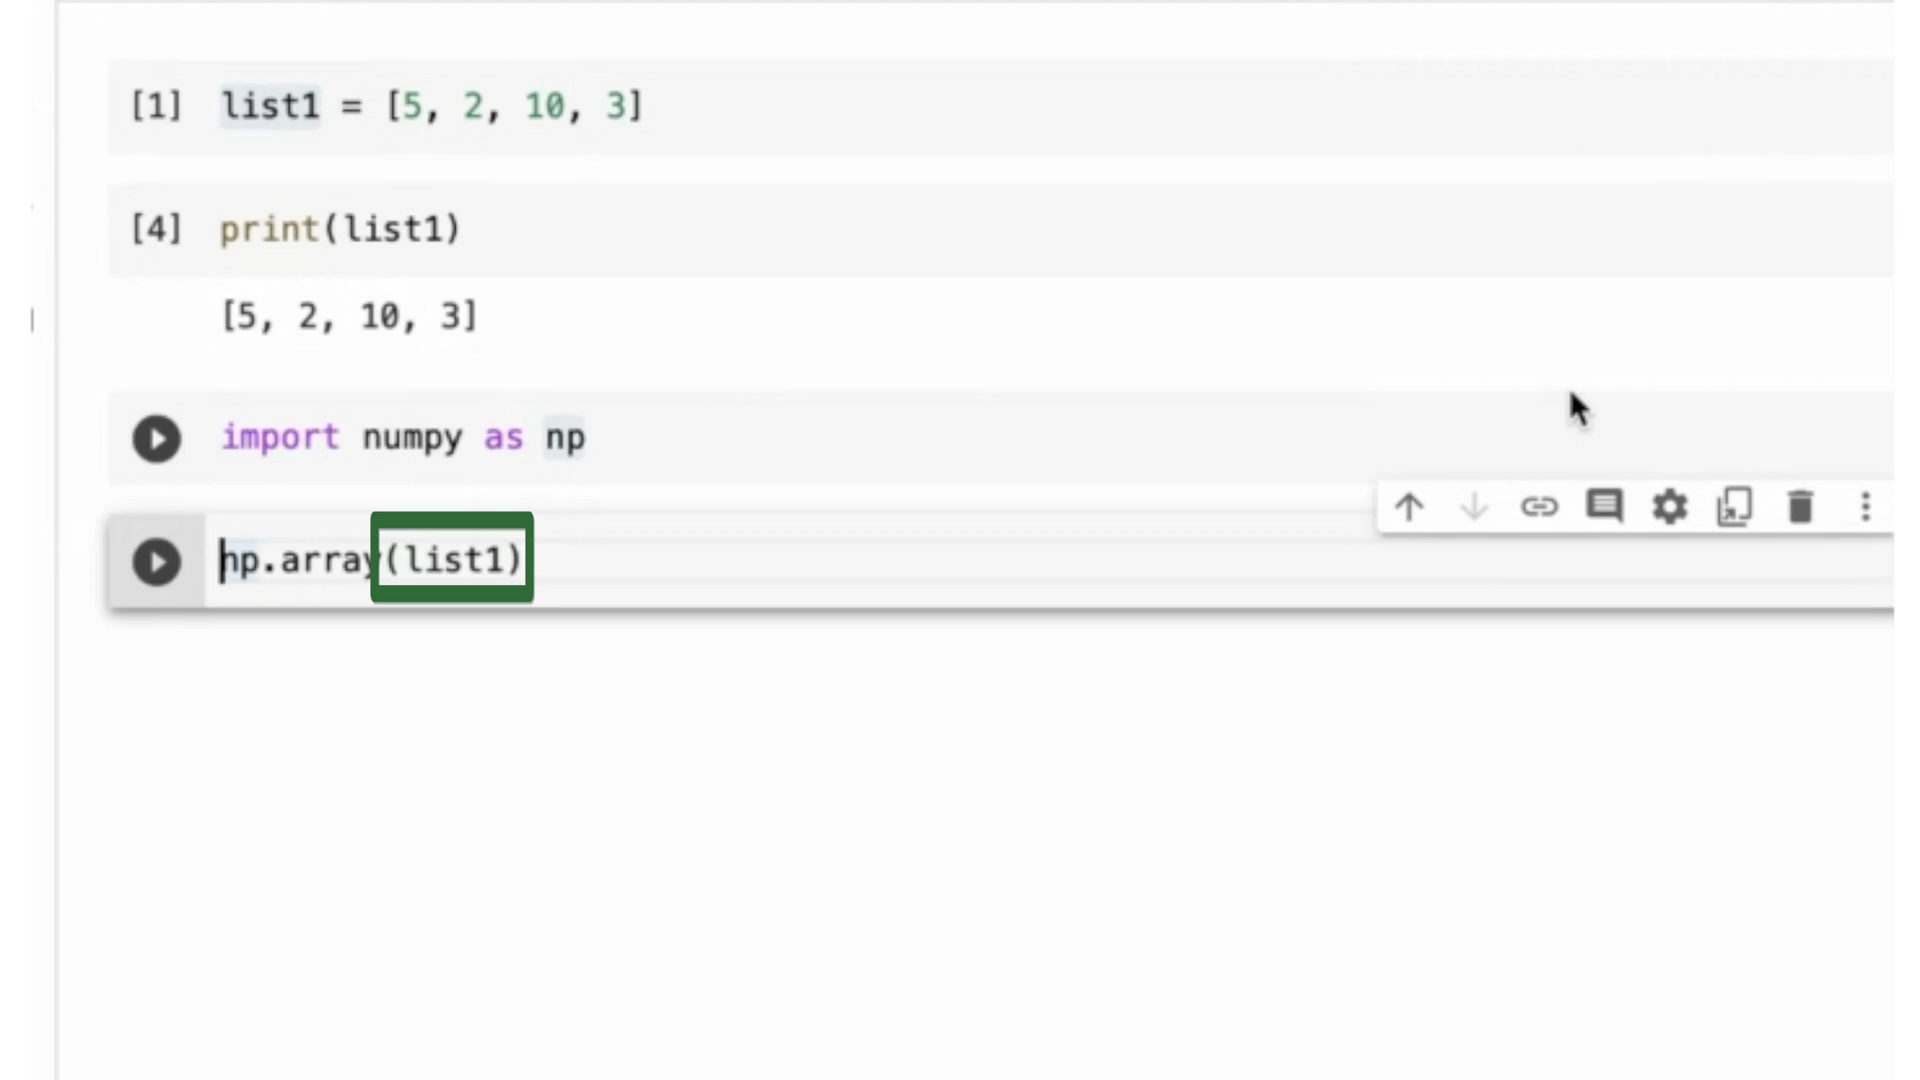 [1] list1 = [5, 2, 10, 3]
[4] print(list1)
[5, 2, 10, 3]
import numpy as np
np.array(list1)